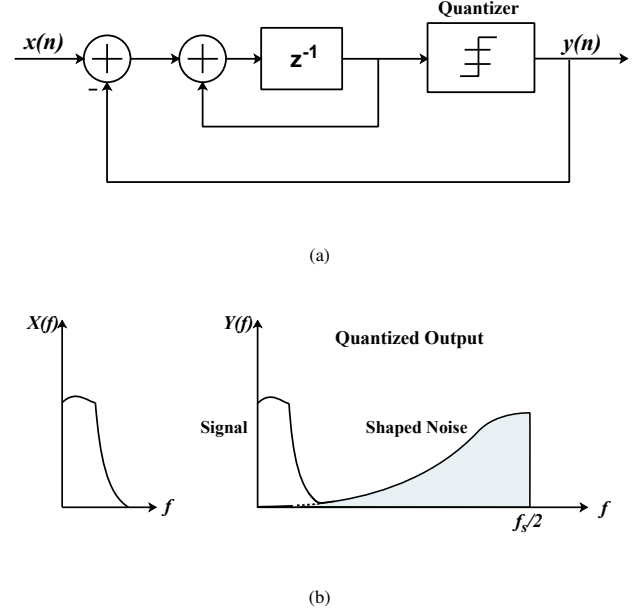 Quantizer
x(n)
z⁻¹
y(n)
−
(a)
X(f)
f
Y(f)
Quantized Output
Signal
Shaped Noise
fₛ/2
f
(b)